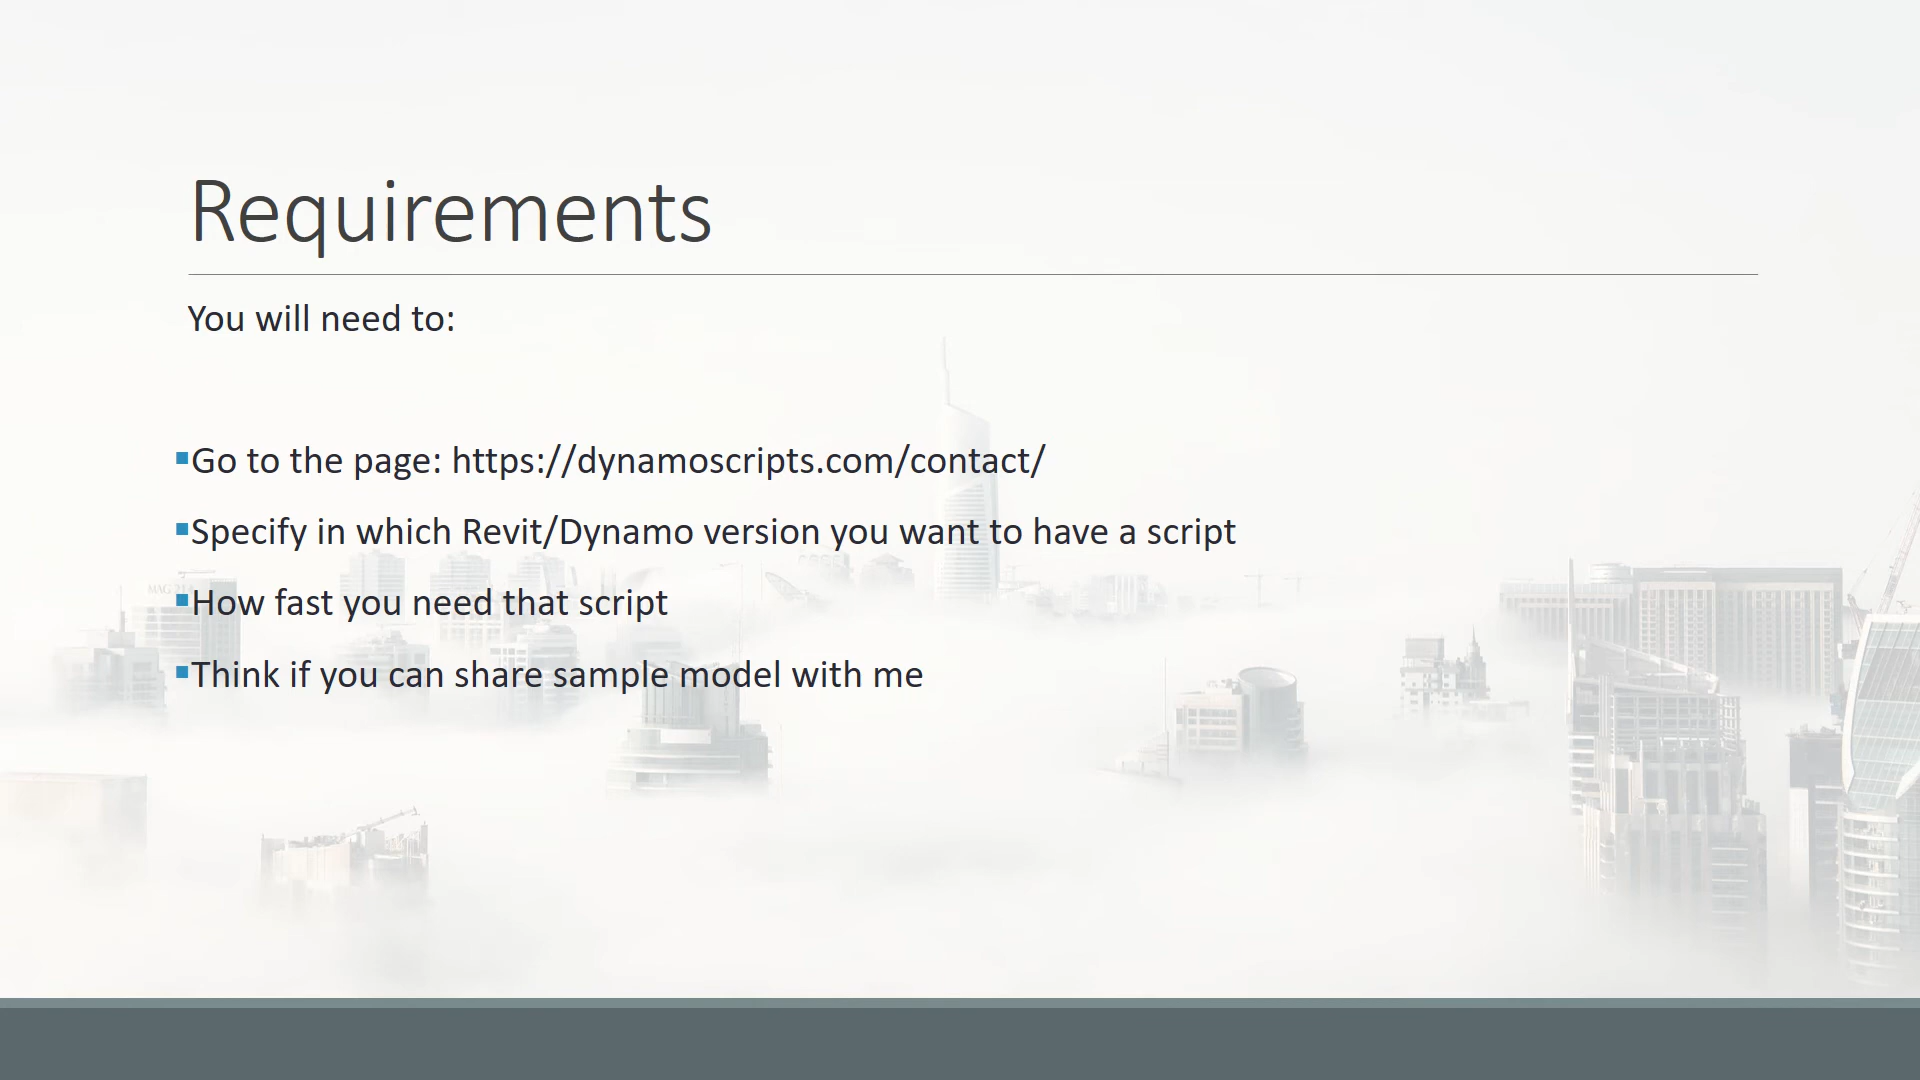 Requirements
You will need to:
Go to the page: https://dynamoscripts.com/contact/
Specify in which Revit/Dynamo version you want to have a script
How fast you need that script
Think if you can share sample model with me